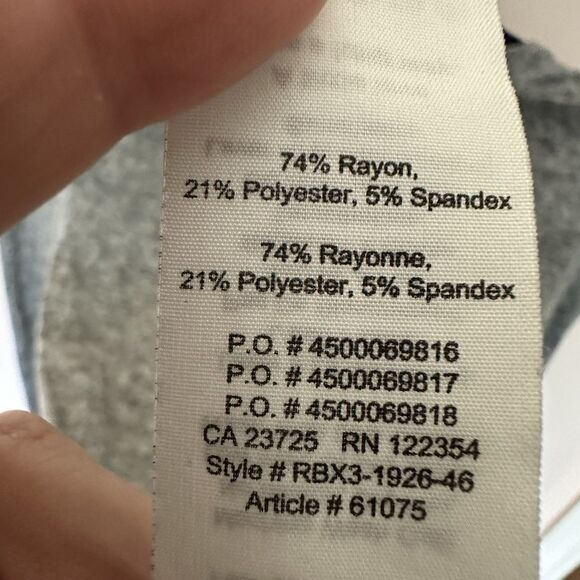 74% Rayon,
21% Polyester, 5% Spandex
74% Rayonne,
21% Polyester, 5% Spandex
P.O. # 4500069816
P.O. # 4500069817
P.O. # 4500069818
CA 23725 RN 122354
Style # RBX3-1926-46
Article # 61075